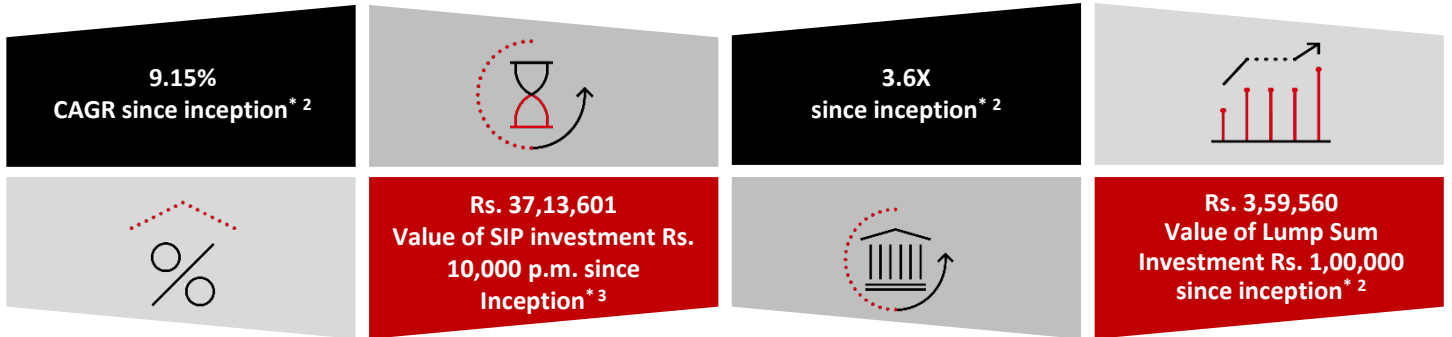 9.15%
CAGR since inception* 2
3.6X
since inception* 2
Rs. 37,13,601
Value of SIP investment Rs.
10,000 p.m. since
Inception* 3
Rs. 3,59,560
Value of Lump Sum
Investment Rs. 1,00,000
since inception* 2